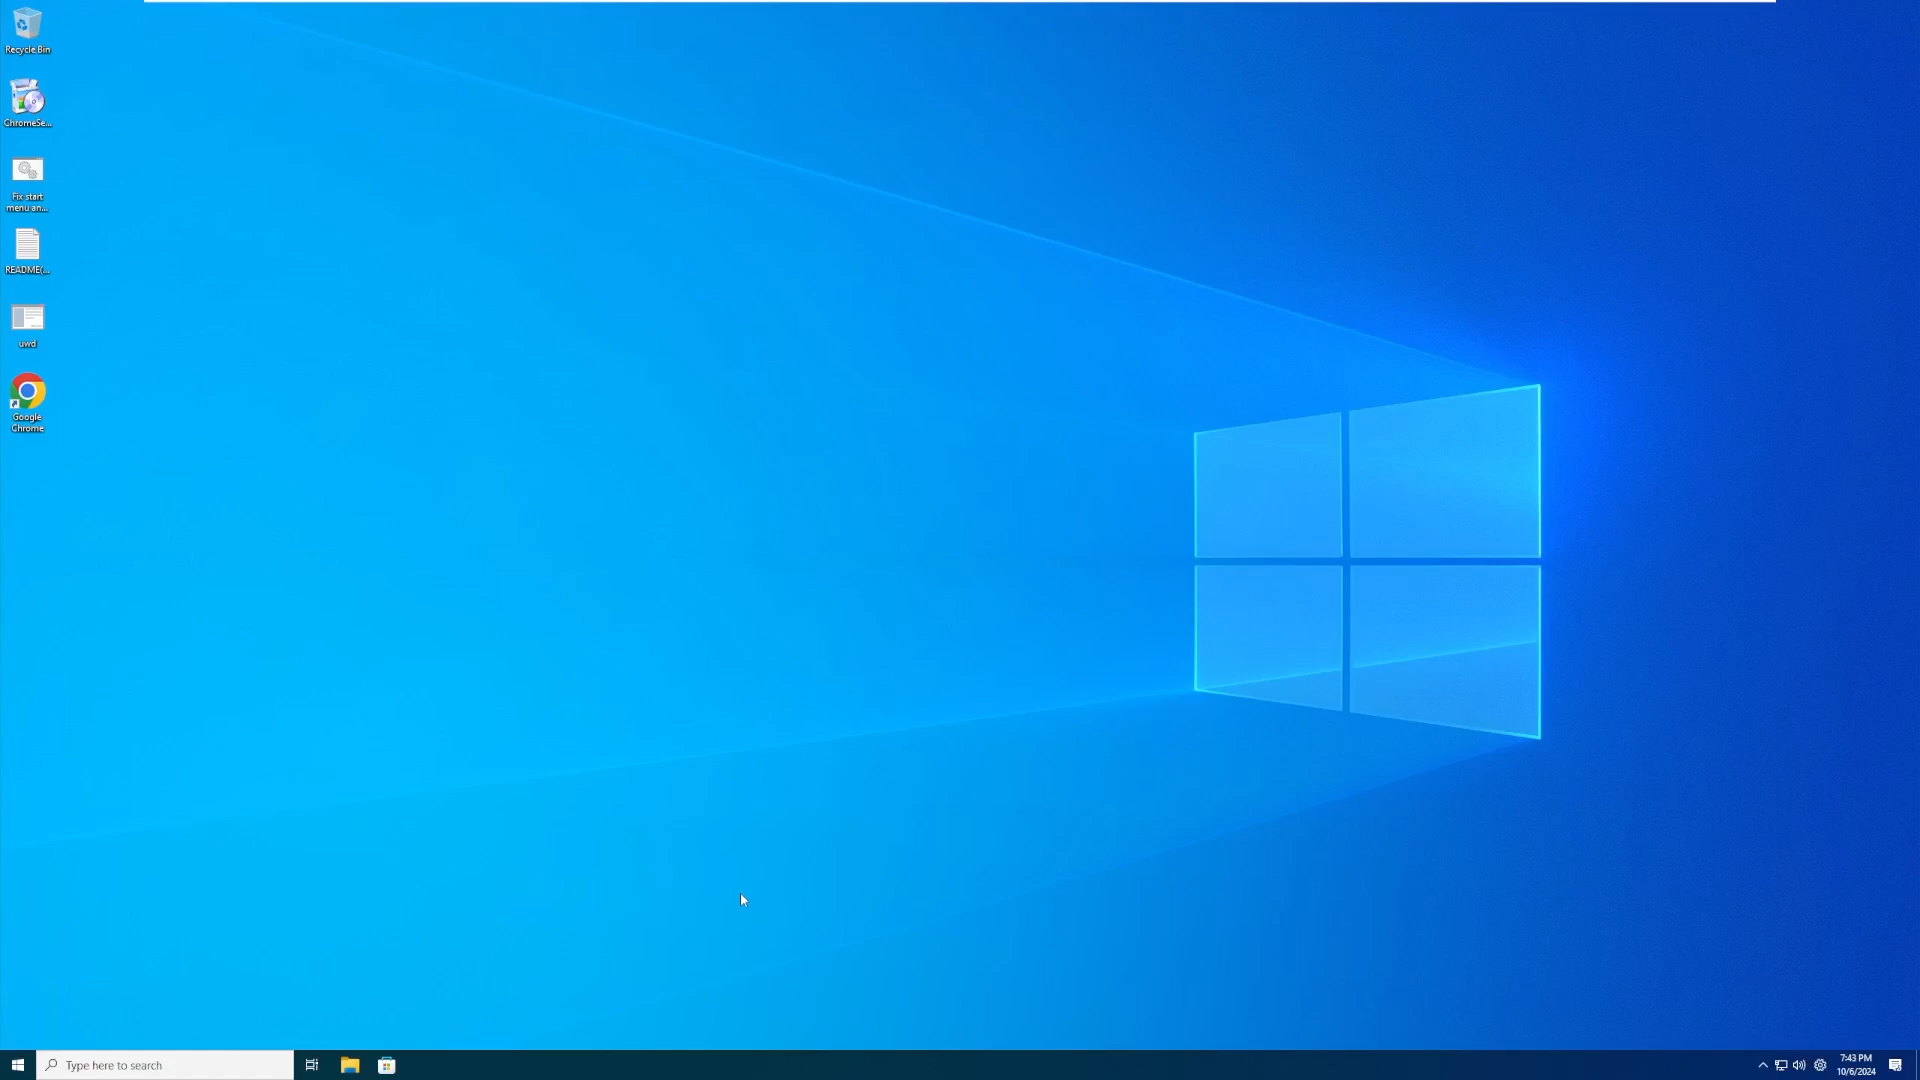 Recycle Bin
ChromeSe...
Fix start
menu an...
README(...
uwd
Google
Chrome
Type here to search
7:43 PM
10/6/2024